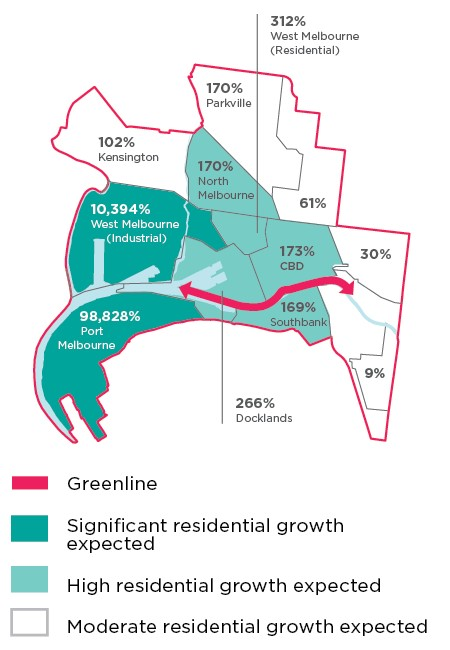 312%
West Melbourne
(Residential)
170%
Parkville
102%
Kensington
170%
North
Melbourne
61%
10,394%
West Melbourne
(Industrial)
173%
CBD
30%
98,828%
Port
Melbourne
169%
Southbank
9%
266%
Docklands
Greenline
Significant residential growth
expected
High residential growth expected
Moderate residential growth expected